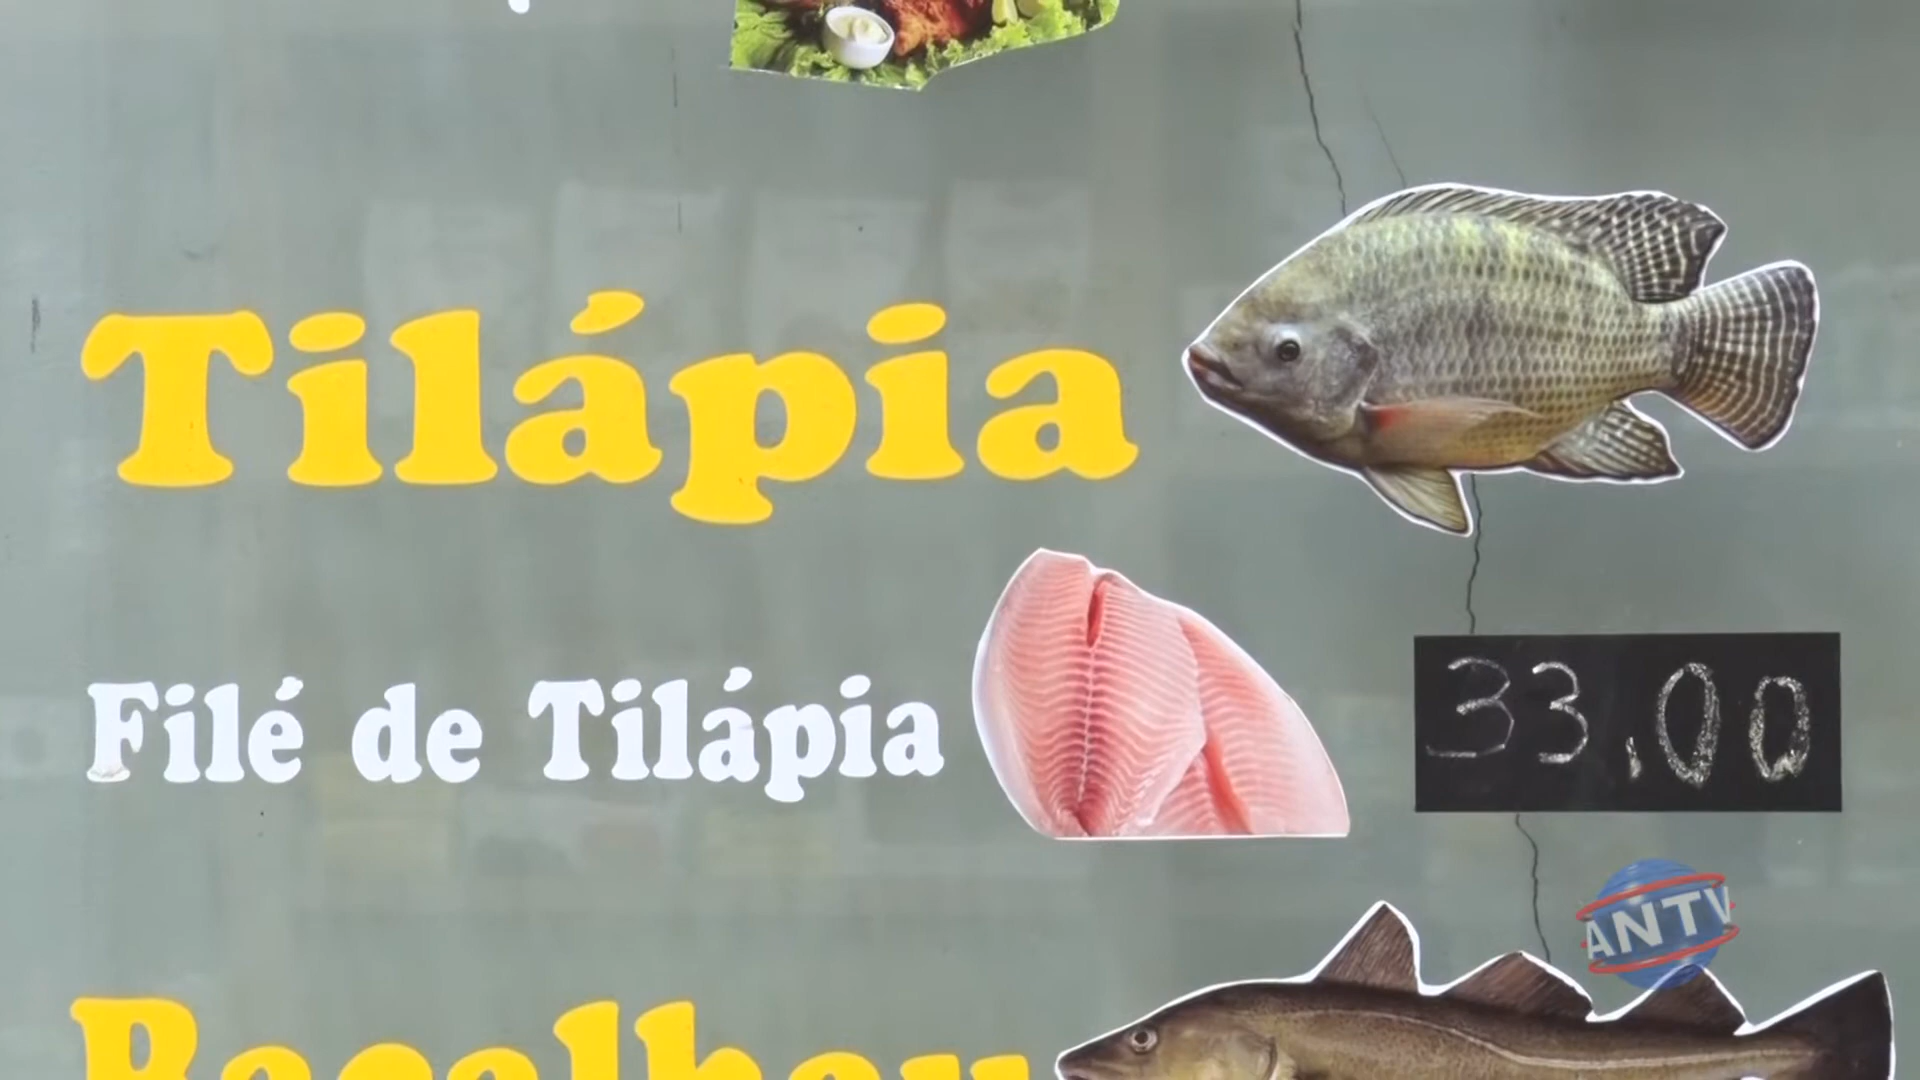 Tilápia
Filé de Tilápia
33.00
ANTV
Bacalhau